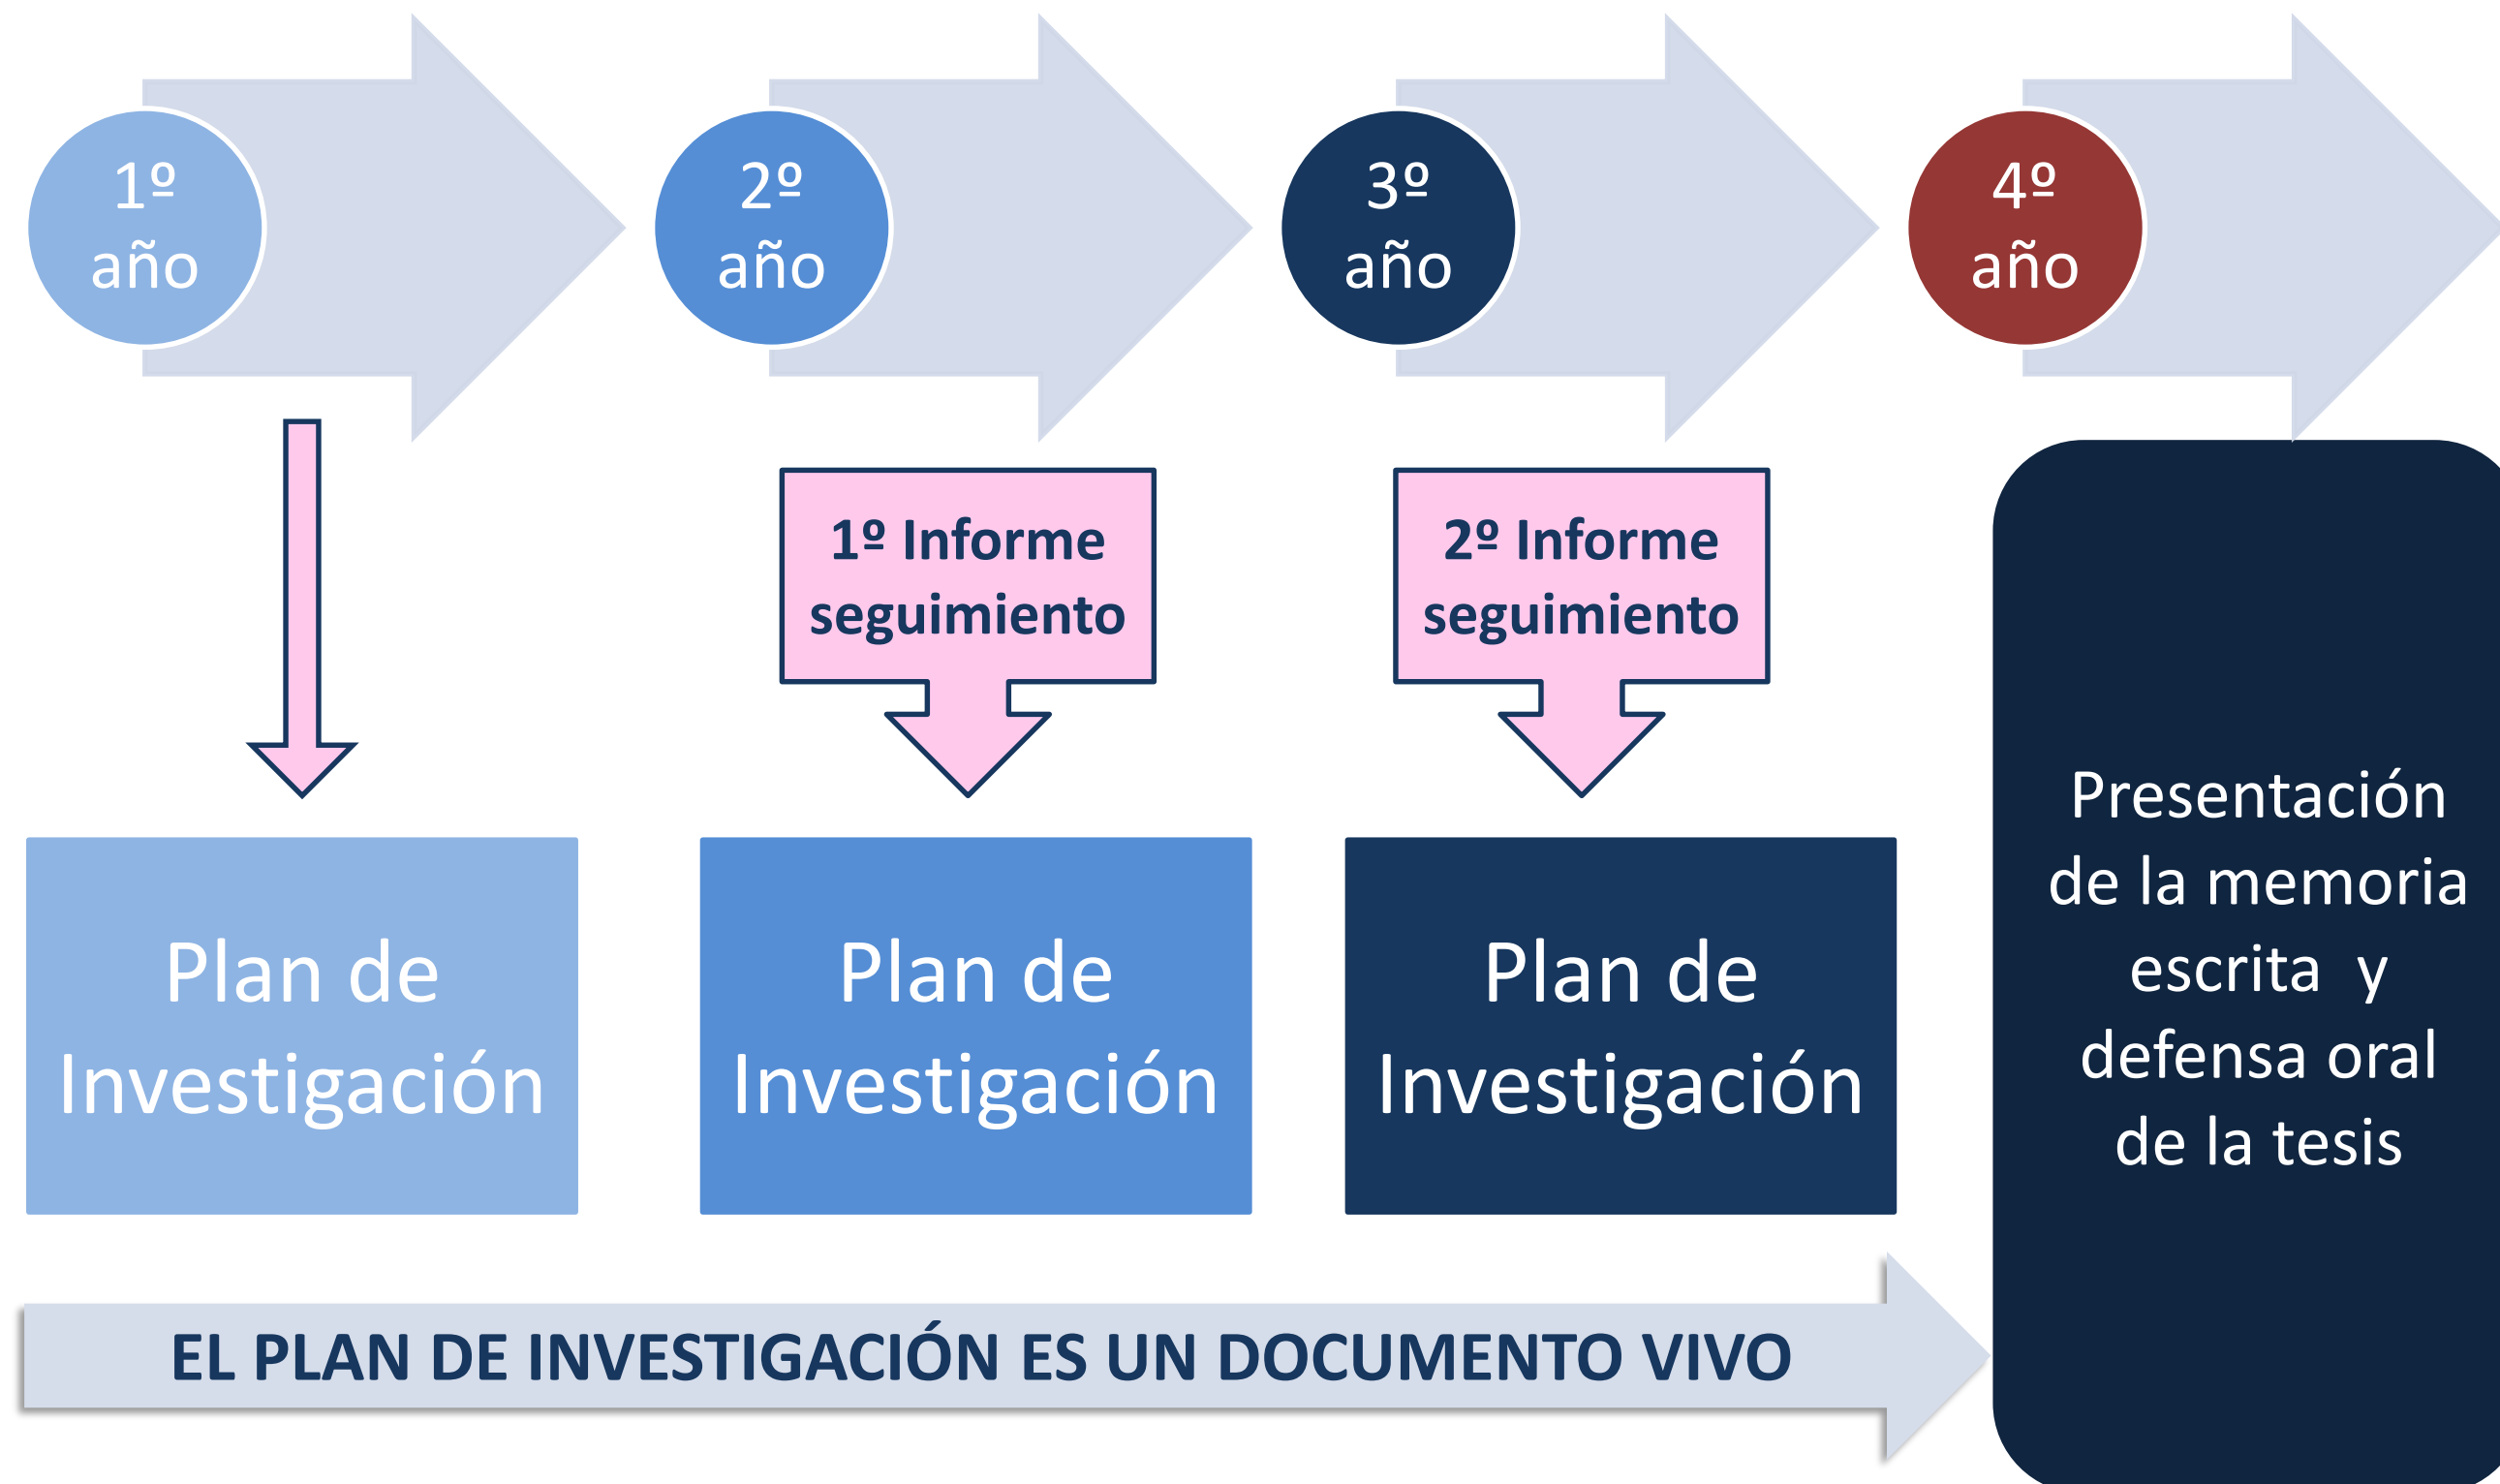 1º
año
2º
año
3º
año
4º
año
1º Informe
seguimiento
2º Informe
seguimiento
Plan de
Investigación
Plan de
Investigación
Plan de
Investigación
Presentación
de la memoria
escrita y
defensa oral
de la tesis
EL PLAN DE INVESTIGACIÓN ES UN DOCUMENTO VIVO